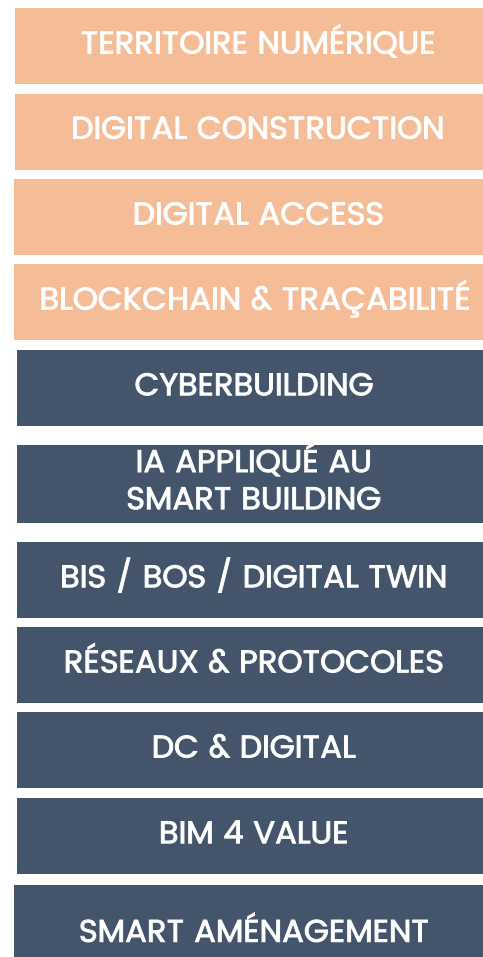 TERRITOIRE NUMÉRIQUE
DIGITAL CONSTRUCTION
DIGITAL ACCESS
BLOCKCHAIN & TRAÇABILITÉ
CYBERBUILDING
IA APPLIQUÉ AU
SMART BUILDING
BIS / BOS / DIGITAL TWIN
RÉSEAUX & PROTOCOLES
DC & DIGITAL
BIM 4 VALUE
SMART AMÉNAGEMENT